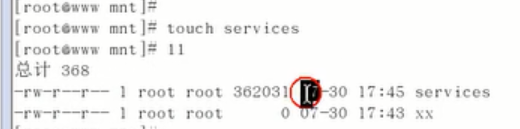 [root@www mnt]#
[root@www mnt]# touch services
[root@www mnt]# ll
总计 368
-rw-r--r-- 1 root root 362031 07-30 17:45 services
-rw-r--r-- 1 root root 0 07-30 17:43 xx